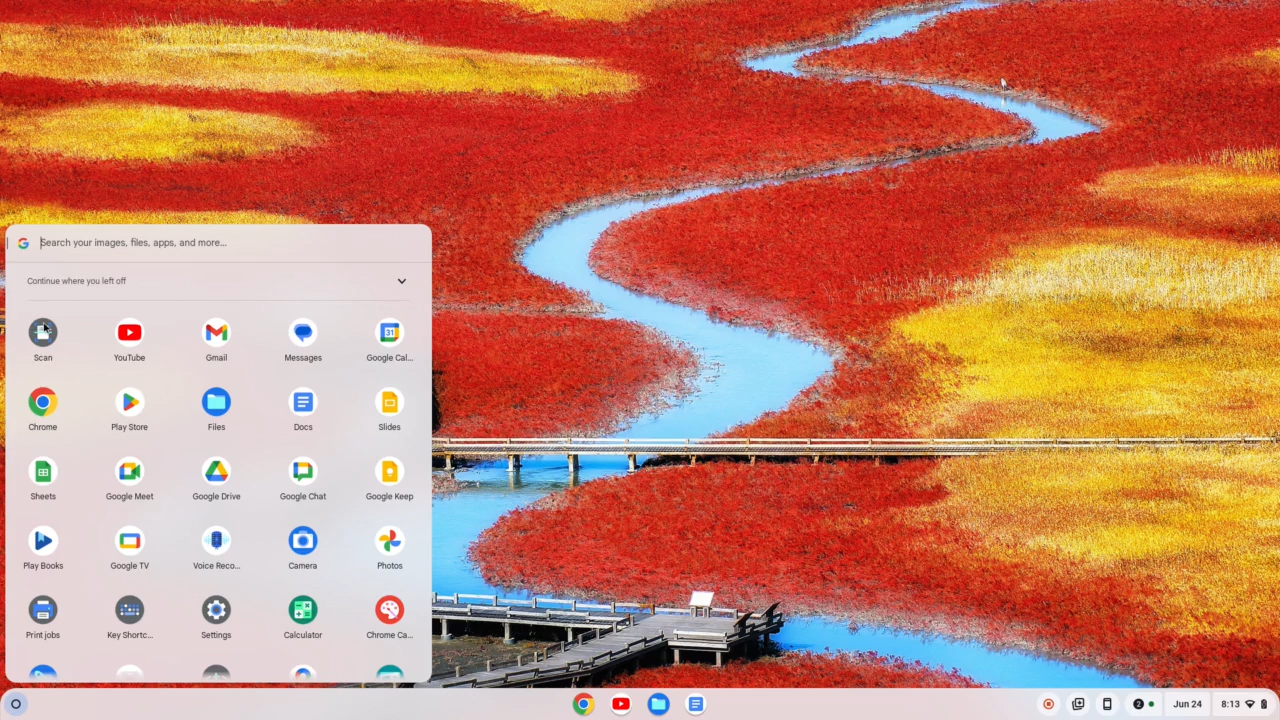 Search your images, files, apps, and more...
Continue where you left off
Scan
YouTube
Gmail
Messages
31
Google Cal...
Chrome
Play Store
Files
Docs
Slides
Sheets
Google Meet
Google Drive
Google Chat
Google Keep
Play Books
Google TV
Voice Reco...
Camera
Photos
Print jobs
Key Shortc...
Settings
Calculator
Chrome Ca...
2
Jun 24
8:13